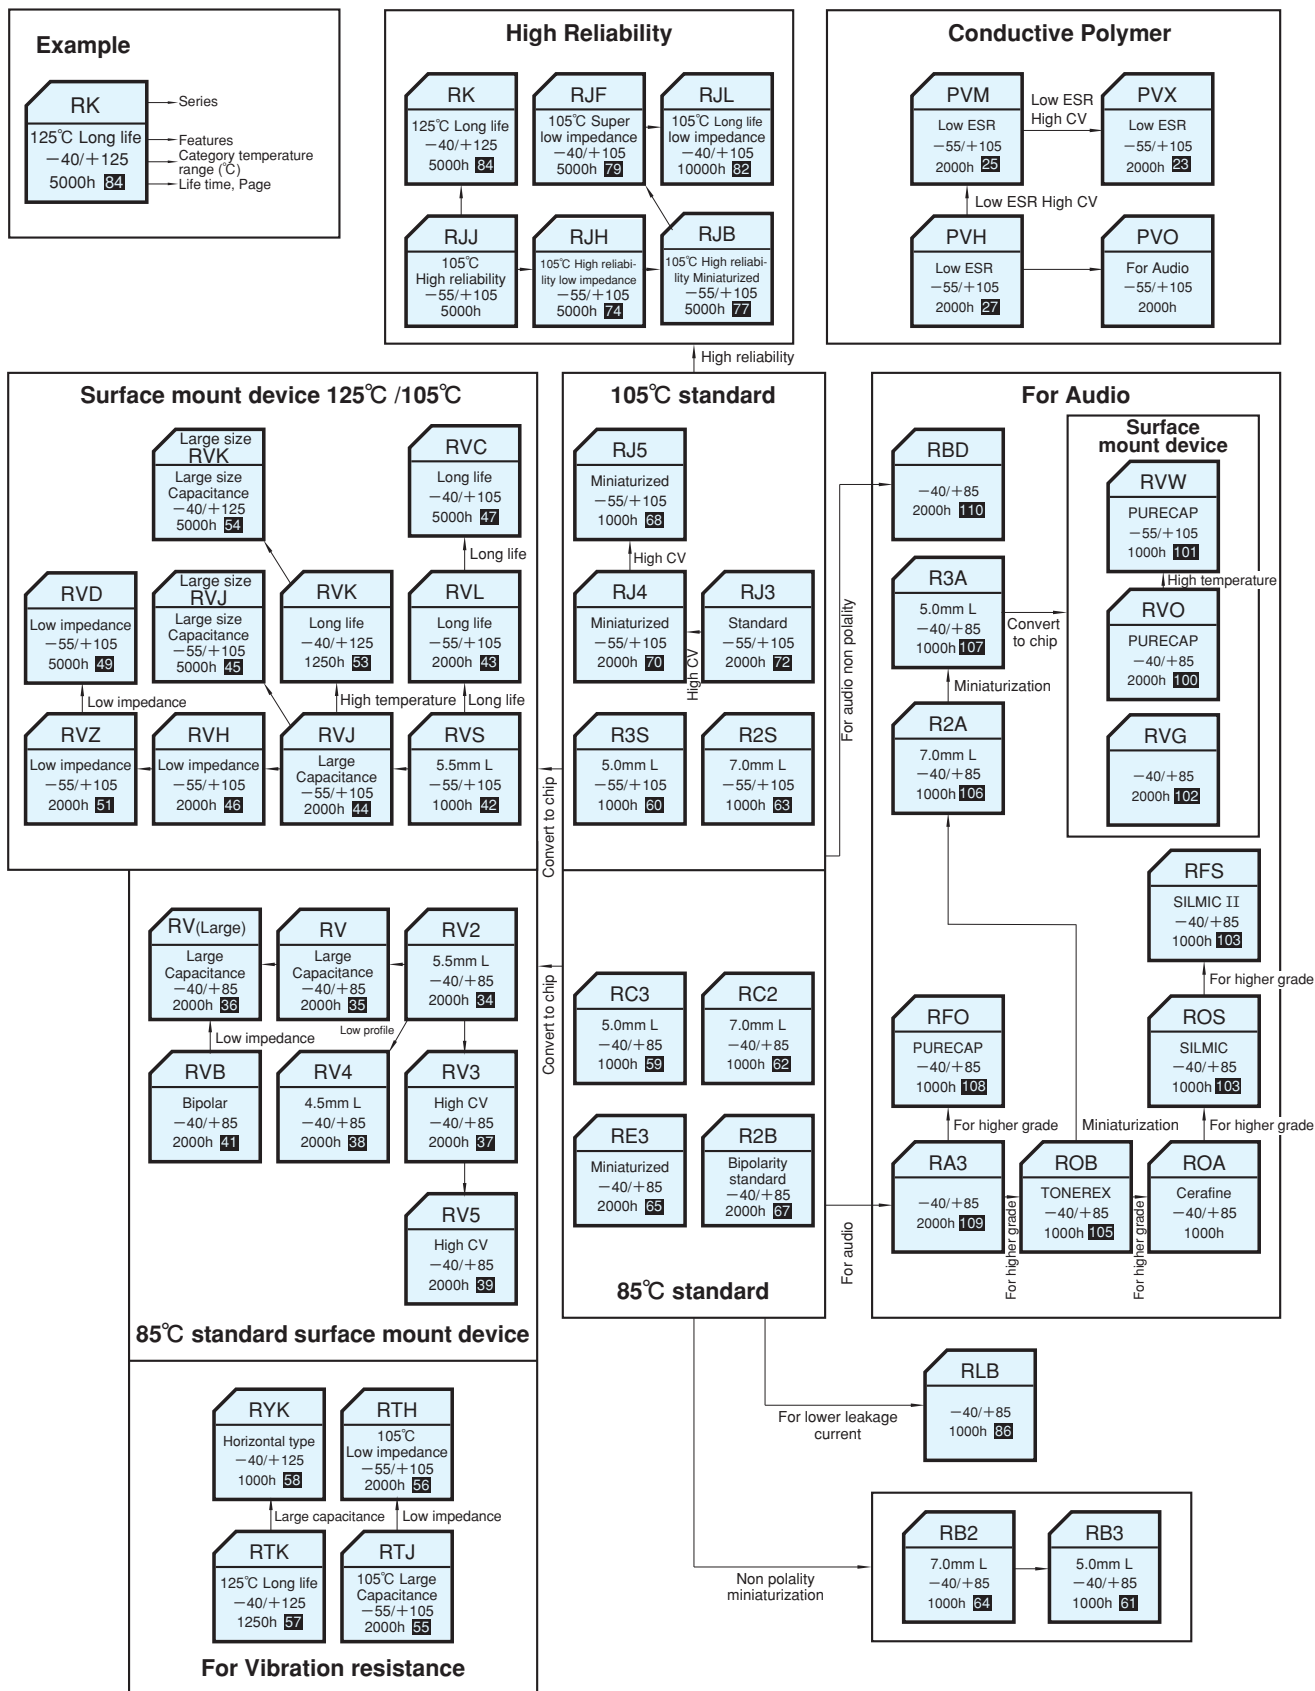 Example
RK
Series
125℃ Long life
Features
−40/+125
Category temperature
range (℃)
5000h 84
Life time, Page
High Reliability
RK
125℃ Long life
−40/+125
5000h 84
RJF
105℃ Super
low impedance
−40/+105
5000h 79
RJL
105℃ Long life
low impedance
−40/+105
10000h 82
RJJ
105℃
High reliability
−55/+105
5000h
RJH
105℃ High reliabi-
lity low impedance
−55/+105
5000h 74
RJB
105℃ High reliabi-
lity Miniaturized
−55/+105
5000h 77
High reliability
Conductive Polymer
PVM
Low ESR
−55/+105
2000h 25
Low ESR
High CV
PVX
Low ESR
−55/+105
2000h 23
Low ESR High CV
PVH
Low ESR
−55/+105
2000h 27
PVO
For Audio
−55/+105
2000h
Surface mount device 125℃ /105℃
Large size
RVK
Large size
Capacitance
−40/+125
5000h 54
RVC
Long life
−40/+105
5000h 47
Long life
RVD
Low impedance
−55/+105
5000h 49
Large size
RVJ
Large size
Capacitance
−55/+105
5000h 45
RVK
Long life
−40/+125
1250h 53
RVL
Long life
−55/+105
2000h 43
Low impedance
High temperature
Long life
RVZ
Low impedance
−55/+105
2000h 51
RVH
Low impedance
−55/+105
2000h 46
RVJ
Large
Capacitance
−55/+105
2000h 44
RVS
5.5mm L
−55/+105
1000h 42
Convert to chip
105℃ standard
RJ5
Miniaturized
−55/+105
1000h 68
High CV
RJ4
Miniaturized
−55/+105
2000h 70
High CV
RJ3
Standard
−55/+105
2000h 72
R3S
5.0mm L
−55/+105
1000h 60
R2S
7.0mm L
−55/+105
1000h 63
For audio non polality
For Audio
RBD
−40/+85
2000h 110
R3A
5.0mm L
−40/+85
1000h 107
Convert
to chip
Miniaturization
R2A
7.0mm L
−40/+85
1000h 106
Surface
mount device
RVW
PURECAP
−55/+105
1000h 101
High temperature
RVO
PURECAP
−40/+85
2000h 100
RVG
−40/+85
2000h 102
RFS
SILMIC II
−40/+85
1000h 103
For higher grade
RFO
PURECAP
−40/+85
1000h 108
ROS
SILMIC
−40/+85
1000h 103
For higher grade
Miniaturization
For higher grade
RA3
−40/+85
2000h 109
For higher grade
ROB
TONEREX
−40/+85
1000h 105
For higher grade
ROA
Cerafine
−40/+85
1000h
RV(Large)
Large
Capacitance
−40/+85
2000h 36
RV
Large
Capacitance
−40/+85
2000h 35
RV2
5.5mm L
−40/+85
2000h 34
Low impedance
Low profile
RVB
Bipolar
−40/+85
2000h 41
RV4
4.5mm L
−40/+85
2000h 38
RV3
High CV
−40/+85
2000h 37
RV5
High CV
−40/+85
2000h 39
85℃ standard surface mount device
Convert to chip
RC3
5.0mm L
−40/+85
1000h 59
RC2
7.0mm L
−40/+85
1000h 62
RE3
Miniaturized
−40/+85
2000h 65
R2B
Bipolarity
standard
−40/+85
2000h 67
85℃ standard
For audio
RYK
Horizontal type
−40/+125
1000h 58
RTH
105℃
Low impedance
−55/+105
2000h 56
Large capacitance
Low impedance
RTK
125℃ Long life
−40/+125
1250h 57
RTJ
105℃ Large
Capacitance
−55/+105
2000h 55
For Vibration resistance
For lower leakage
current
RLB
−40/+85
1000h 86
Non polality
miniaturization
RB2
7.0mm L
−40/+85
1000h 64
RB3
5.0mm L
−40/+85
1000h 61